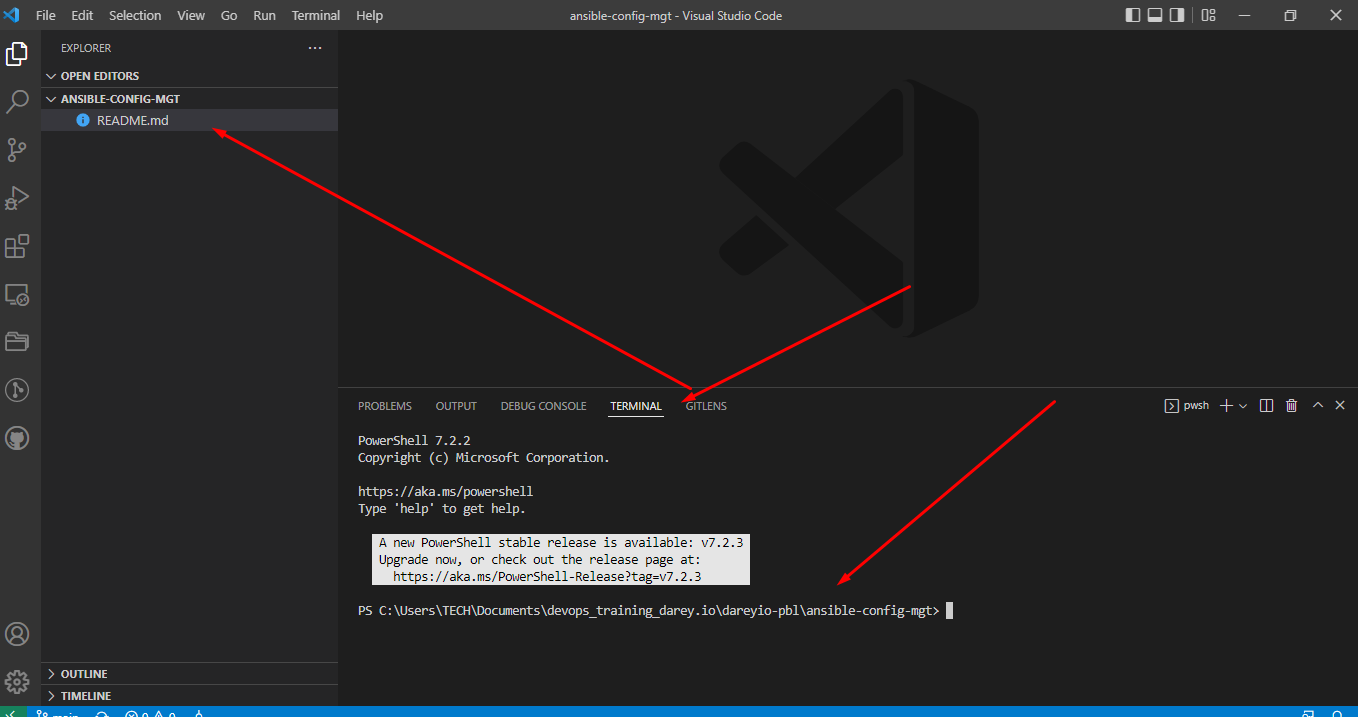 File Edit Selection View Go Run Terminal Help
ansible-config-mgt - Visual Studio Code
EXPLORER
OPEN EDITORS
ANSIBLE-CONFIG-MGT
README.md
OUTLINE
TIMELINE
PROBLEMS OUTPUT DEBUG CONSOLE TERMINAL GITLENS
pwsh
PowerShell 7.2.2
Copyright (c) Microsoft Corporation.
https://aka.ms/powershell
Type 'help' to get help.
A new PowerShell stable release is available: v7.2.3
Upgrade now, or check out the release page at:
https://aka.ms/PowerShell-Release?tag=v7.2.3
PS C:\Users\TECH\Documents\devops_training_darey.io\dareyio-pbl\ansible-config-mgt>
main 0 0